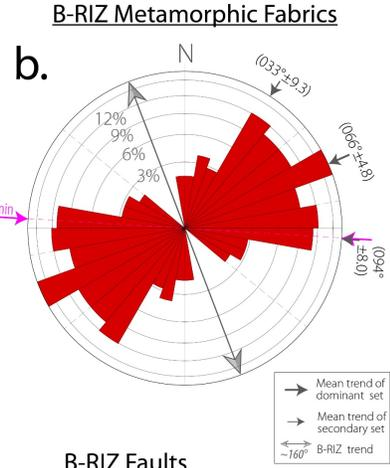 B-RIZ Metamorphic Fabrics
b.
N
(033°±9.3)
(066°±4.8)
12%
9%
6%
3%
min
(094°
±8.0)
Mean trend of
dominant set
Mean trend of
secondary set
~160° B-RIZ trend
B-RIZ Faults